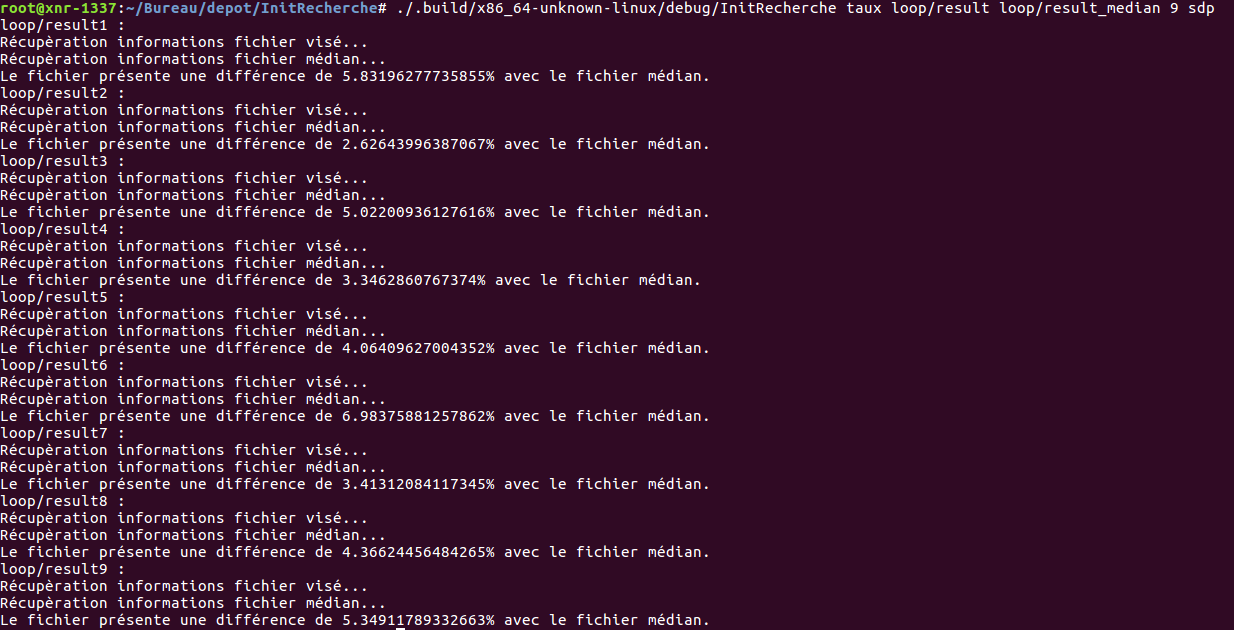 root@xnr-1337:~/Bureau/depot/InitRecherche# ./.build/x86_64-unknown-linux/debug/InitRecherche taux loop/result loop/result_median 9 sdp
loop/result1 :
Récupèration informations fichier visé...
Récupèration informations fichier médian...
Le fichier présente une différence de 5.83196277735855% avec le fichier médian.
loop/result2 :
Récupèration informations fichier visé...
Récupèration informations fichier médian...
Le fichier présente une différence de 2.62643996387067% avec le fichier médian.
loop/result3 :
Récupèration informations fichier visé...
Récupèration informations fichier médian...
Le fichier présente une différence de 5.02200936127616% avec le fichier médian.
loop/result4 :
Récupèration informations fichier visé...
Récupèration informations fichier médian...
Le fichier présente une différence de 3.3462860767374% avec le fichier médian.
loop/result5 :
Récupèration informations fichier visé...
Récupèration informations fichier médian...
Le fichier présente une différence de 4.06409627004352% avec le fichier médian.
loop/result6 :
Récupèration informations fichier visé...
Récupèration informations fichier médian...
Le fichier présente une différence de 6.98375881257862% avec le fichier médian.
loop/result7 :
Récupèration informations fichier visé...
Récupèration informations fichier médian...
Le fichier présente une différence de 3.41312084117345% avec le fichier médian.
loop/result8 :
Récupèration informations fichier visé...
Récupèration informations fichier médian...
Le fichier présente une différence de 4.36624456484265% avec le fichier médian.
loop/result9 :
Récupèration informations fichier visé...
Récupèration informations fichier médian...
Le fichier présente une différence de 5.34911789332663% avec le fichier médian.